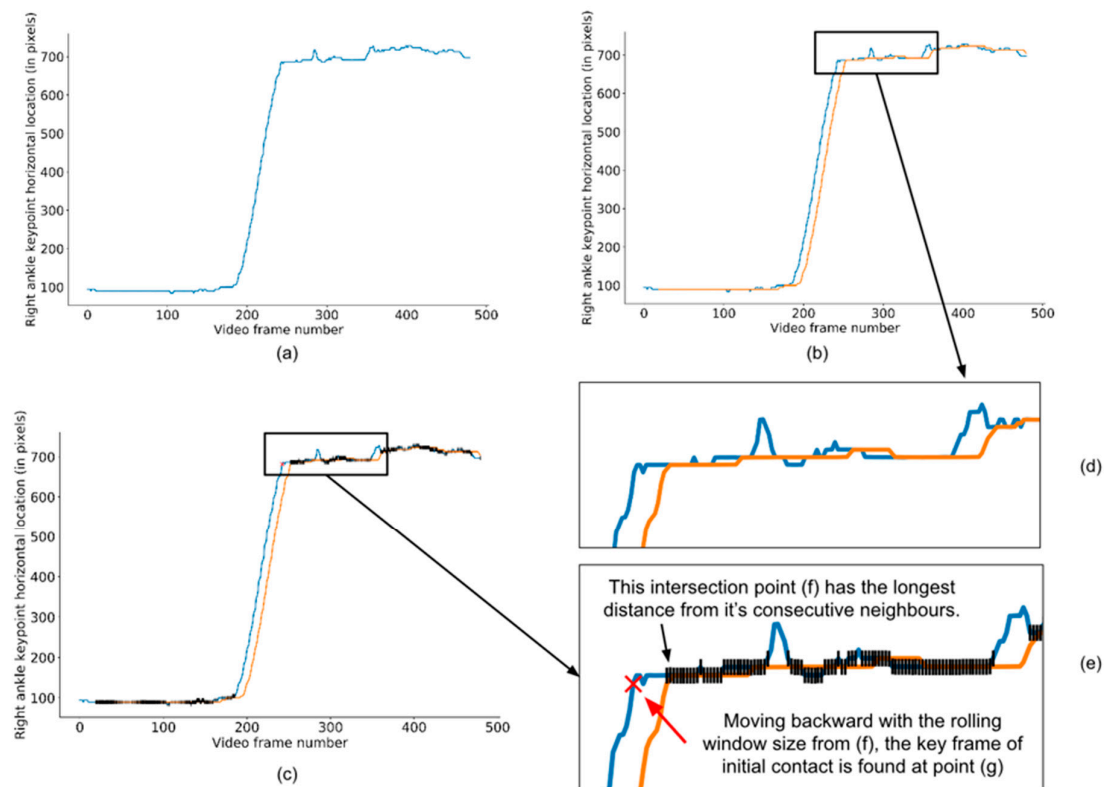 Right ankle keypoint horizontal location (in pixels)
700
600
500
400
300
200
100
0
100
200
300
400
500
Video frame number
(a)
Right ankle keypoint horizontal location (in pixels)
700
600
500
400
300
200
100
0
100
200
300
400
500
Video frame number
(b)
Right ankle keypoint horizontal location (in pixels)
700
600
500
400
300
200
100
0
100
200
300
400
500
Video frame number
(c)
(d)
This intersection point (f) has the longest
distance from it's consecutive neighbours.
(e)
Moving backward with the rolling
window size from (f), the key frame of
initial contact is found at point (g)